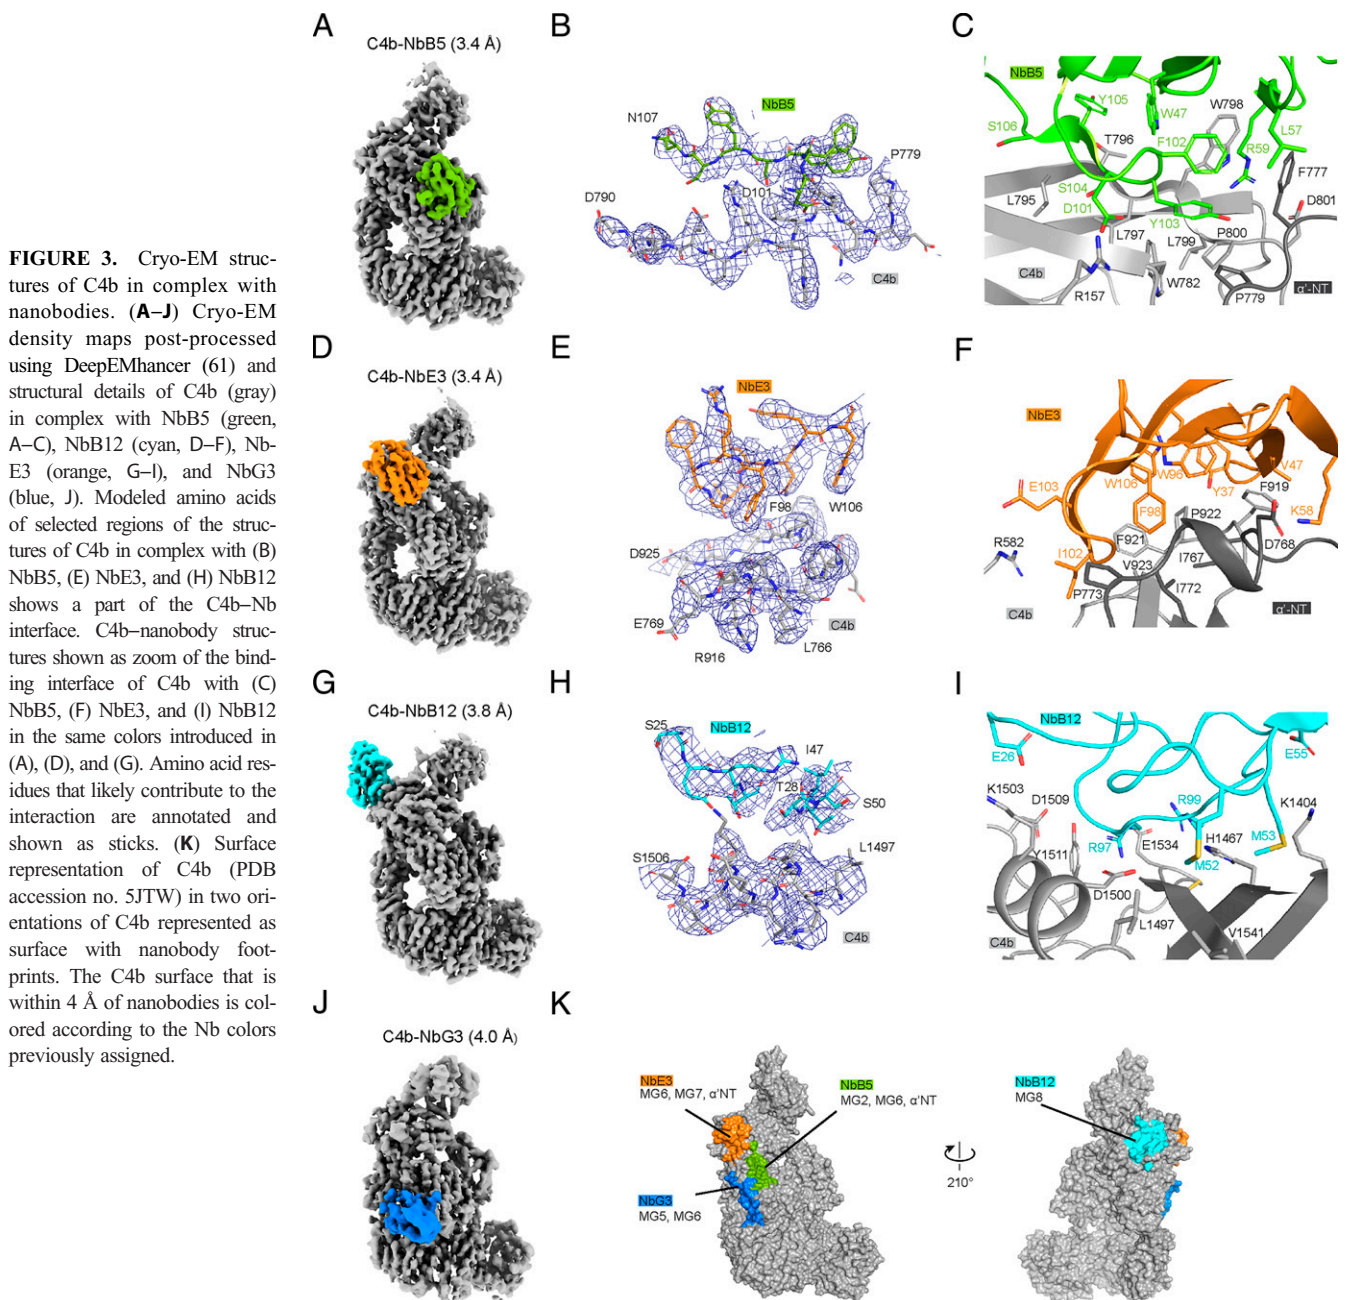 FIGURE 3. Cryo-EM struc-
tures of C4b in complex with
nanobodies. (A–J) Cryo-EM
density maps post-processed
using DeepEMhancer (61) and
structural details of C4b (gray)
in complex with NbB5 (green,
A–C), NbB12 (cyan, D–F), Nb-
E3 (orange, G–I), and NbG3
(blue, J). Modeled amino acids
of selected regions of the struc-
tures of C4b in complex with (B)
NbB5, (E) NbE3, and (H) NbB12
shows a part of the C4b–Nb
interface. C4b–nanobody struc-
tures shown as zoom of the bind-
ing interface of C4b with (C)
NbB5, (F) NbE3, and (I) NbB12
in the same colors introduced in
(A), (D), and (G). Amino acid res-
idues that likely contribute to the
interaction are annotated and
shown as sticks. (K) Surface
representation of C4b (PDB
accession no. 5JTW) in two ori-
entations of C4b represented as
surface with nanobody foot-
prints. The C4b surface that is
within 4 Å of nanobodies is col-
ored according to the Nb colors
previously assigned.
A
C4b-NbB5 (3.4 Å)
B
NbB5
N107
P779
D101
D790
C4b
C
NbB5
Y105
W47
W798
S106
T796
F102
R59
L57
F777
S104
L795
D101
Y103
D801
L797
L799
P800
C4b
W782
R157
P779
α'-NT
D
C4b-NbE3 (3.4 Å)
E
NbE3
F98
W106
D925
E769
C4b
R916
L766
F
NbE3
V47
W96
W106
Y37
F919
E103
F98
P922
K58
R582
F921
D768
I102
I767
V923
P773
I772
C4b
α'-NT
G
C4b-NbB12 (3.8 Å)
H
S25
NbB12
I47
T28
S50
S1506
L1497
C4b
I
NbB12
E26
E55
K1503
D1509
R99
K1404
R97
E1534
H1467
M53
Y1511
M52
D1500
L1497
V1541
C4b
J
C4b-NbG3 (4.0 Å)
K
NbE3
MG6, MG7, α'NT
NbB5
MG2, MG6, α'NT
NbG3
MG5, MG6
210°
NbB12
MG8